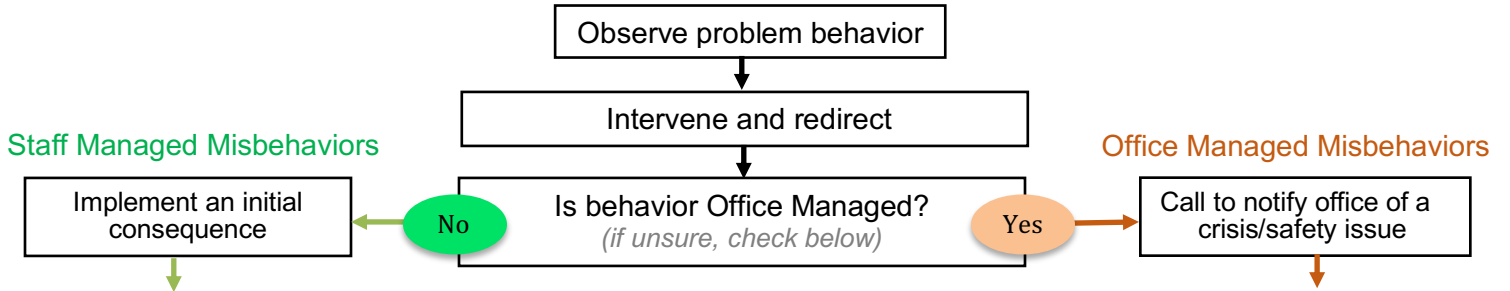 Observe problem behavior
Intervene and redirect
Staff Managed Misbehaviors
Office Managed Misbehaviors
Implement an initial
consequence
No
Is behavior Office Managed?
(if unsure, check below)
Yes
Call to notify office of a
crisis/safety issue